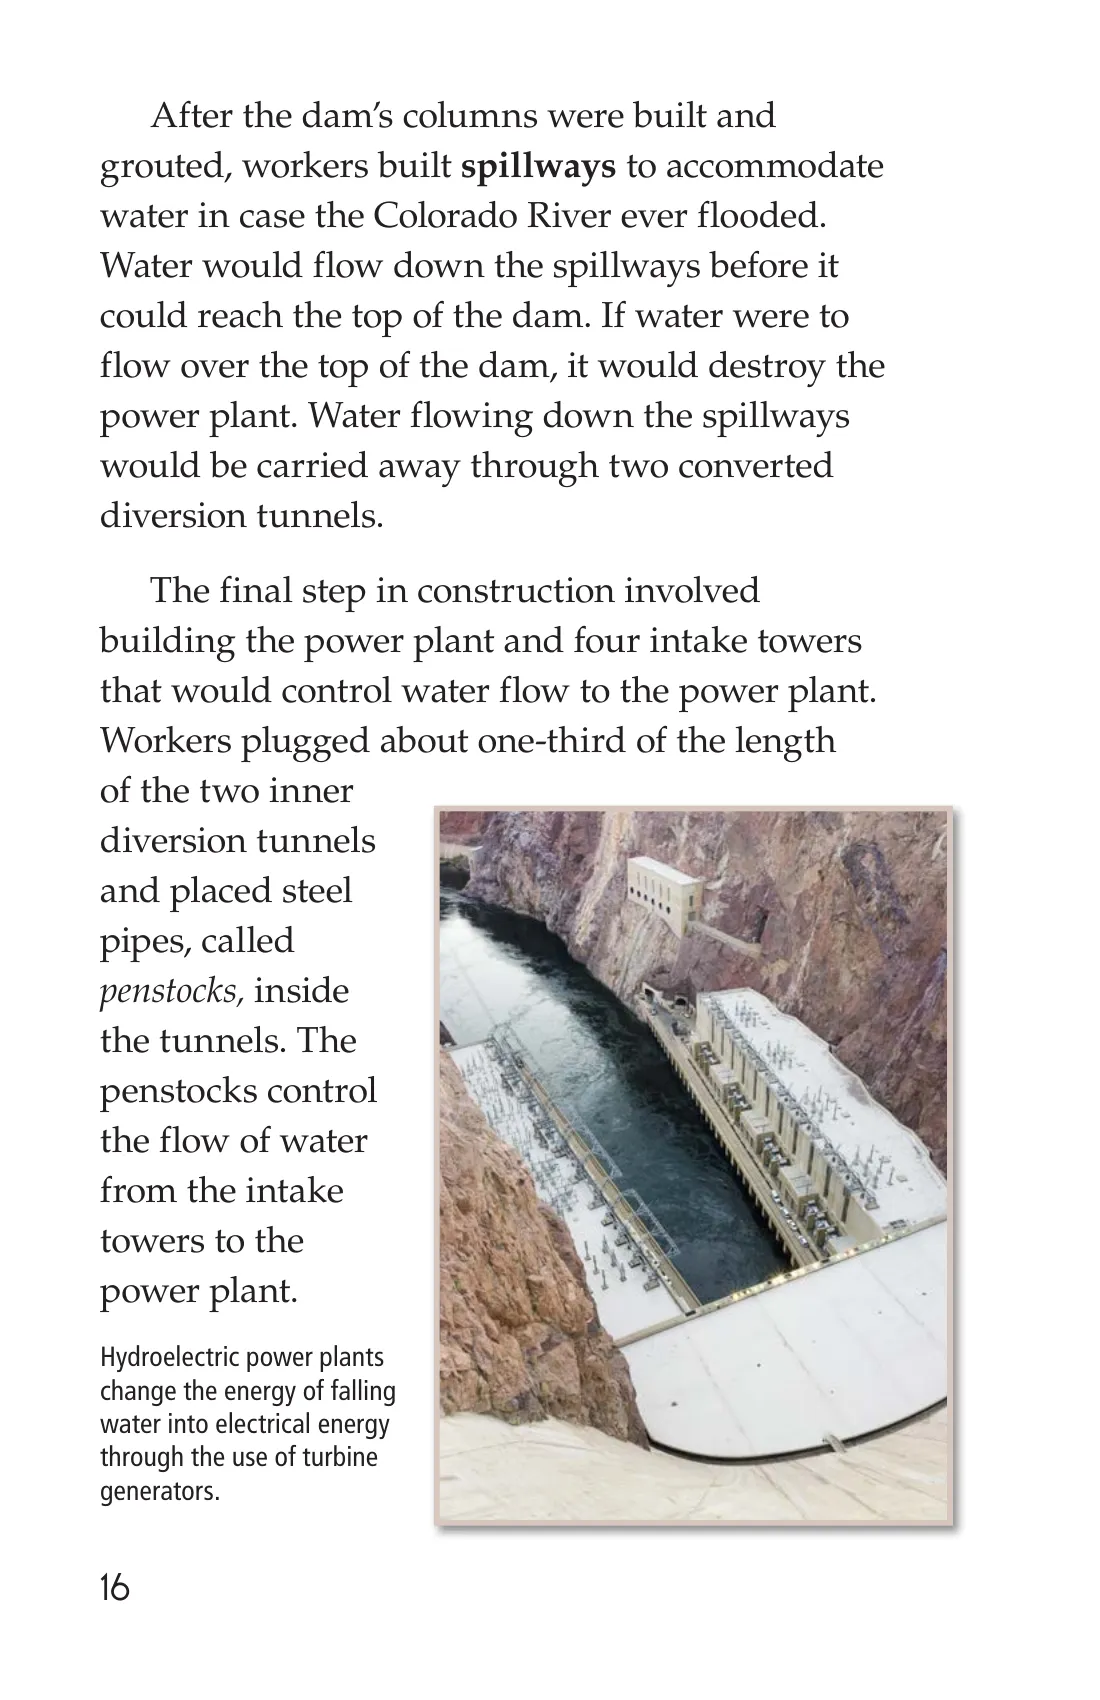 After the dam’s columns were built and
grouted, workers built spillways to accommodate
water in case the Colorado River ever flooded.
Water would flow down the spillways before it
could reach the top of the dam. If water were to
flow over the top of the dam, it would destroy the
power plant. Water flowing down the spillways
would be carried away through two converted
diversion tunnels.
The final step in construction involved
building the power plant and four intake towers
that would control water flow to the power plant.
Workers plugged about one-third of the length
of the two inner
diversion tunnels
and placed steel
pipes, called
penstocks, inside
the tunnels. The
penstocks control
the flow of water
from the intake
towers to the
power plant.
Hydroelectric power plants
change the energy of falling
water into electrical energy
through the use of turbine
generators.
16